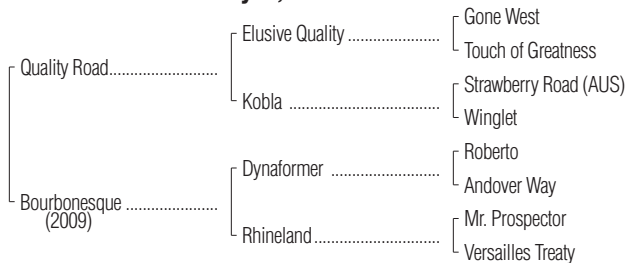 Gone West
Elusive Quality ....................
Touch of Greatness
Quality Road........................
Strawberry Road (AUS)
Kobla .................................
Winglet
Roberto
Dynaformer ........................
Andover Way
Bourbonesque ....................
(2009)
Mr. Prospector
Rhineland...........................
Versailles Treaty